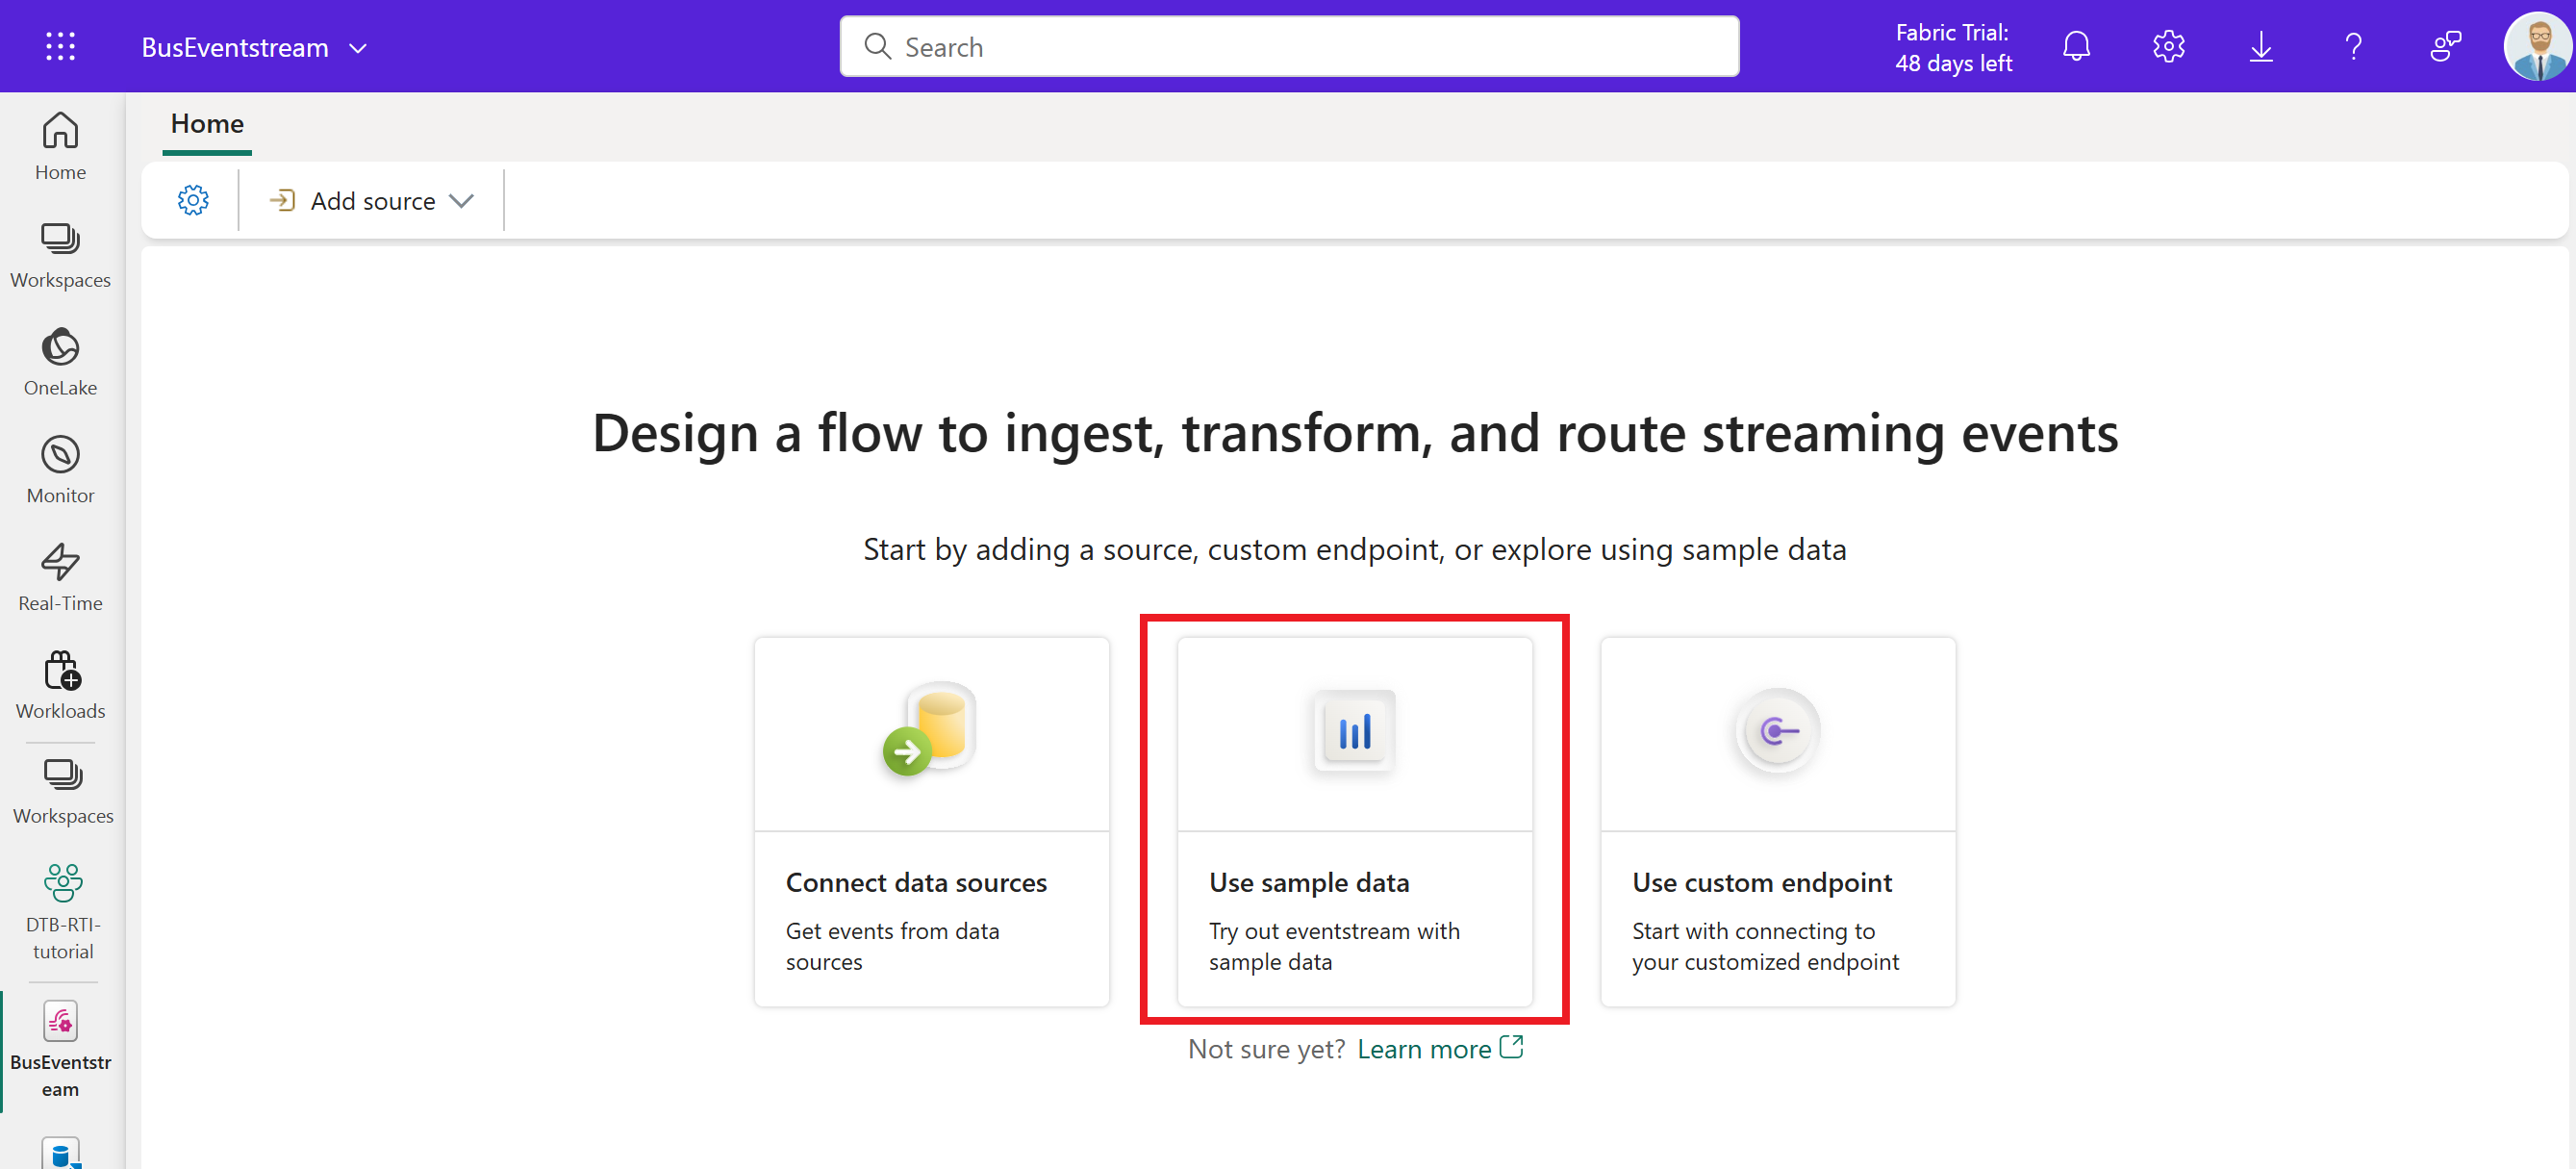 BusEventstream
Search
Fabric Trial:
48 days left
Home
Home
Add source
Workspaces
OneLake
Monitor
Real-Time
Workloads
Workspaces
DTB-RTI-
tutorial
BusEventstr
eam
Design a flow to ingest, transform, and route streaming events
Start by adding a source, custom endpoint, or explore using sample data
Connect data sources
Get events from data
sources
Use sample data
Try out eventstream with
sample data
Use custom endpoint
Start with connecting to
your customized endpoint
Not sure yet? Learn more